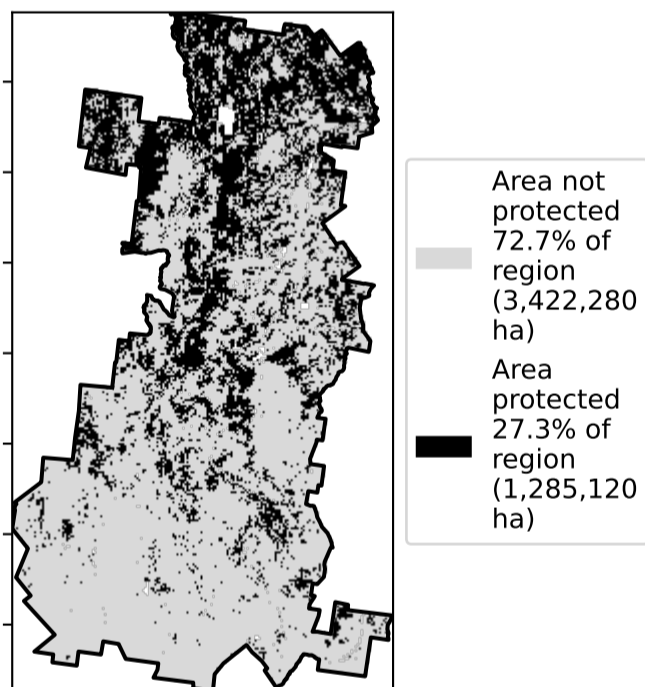 Area not
protected
72.7% of
region
(3,422,280
ha)
Area
protected
27.3% of
region
(1,285,120
ha)